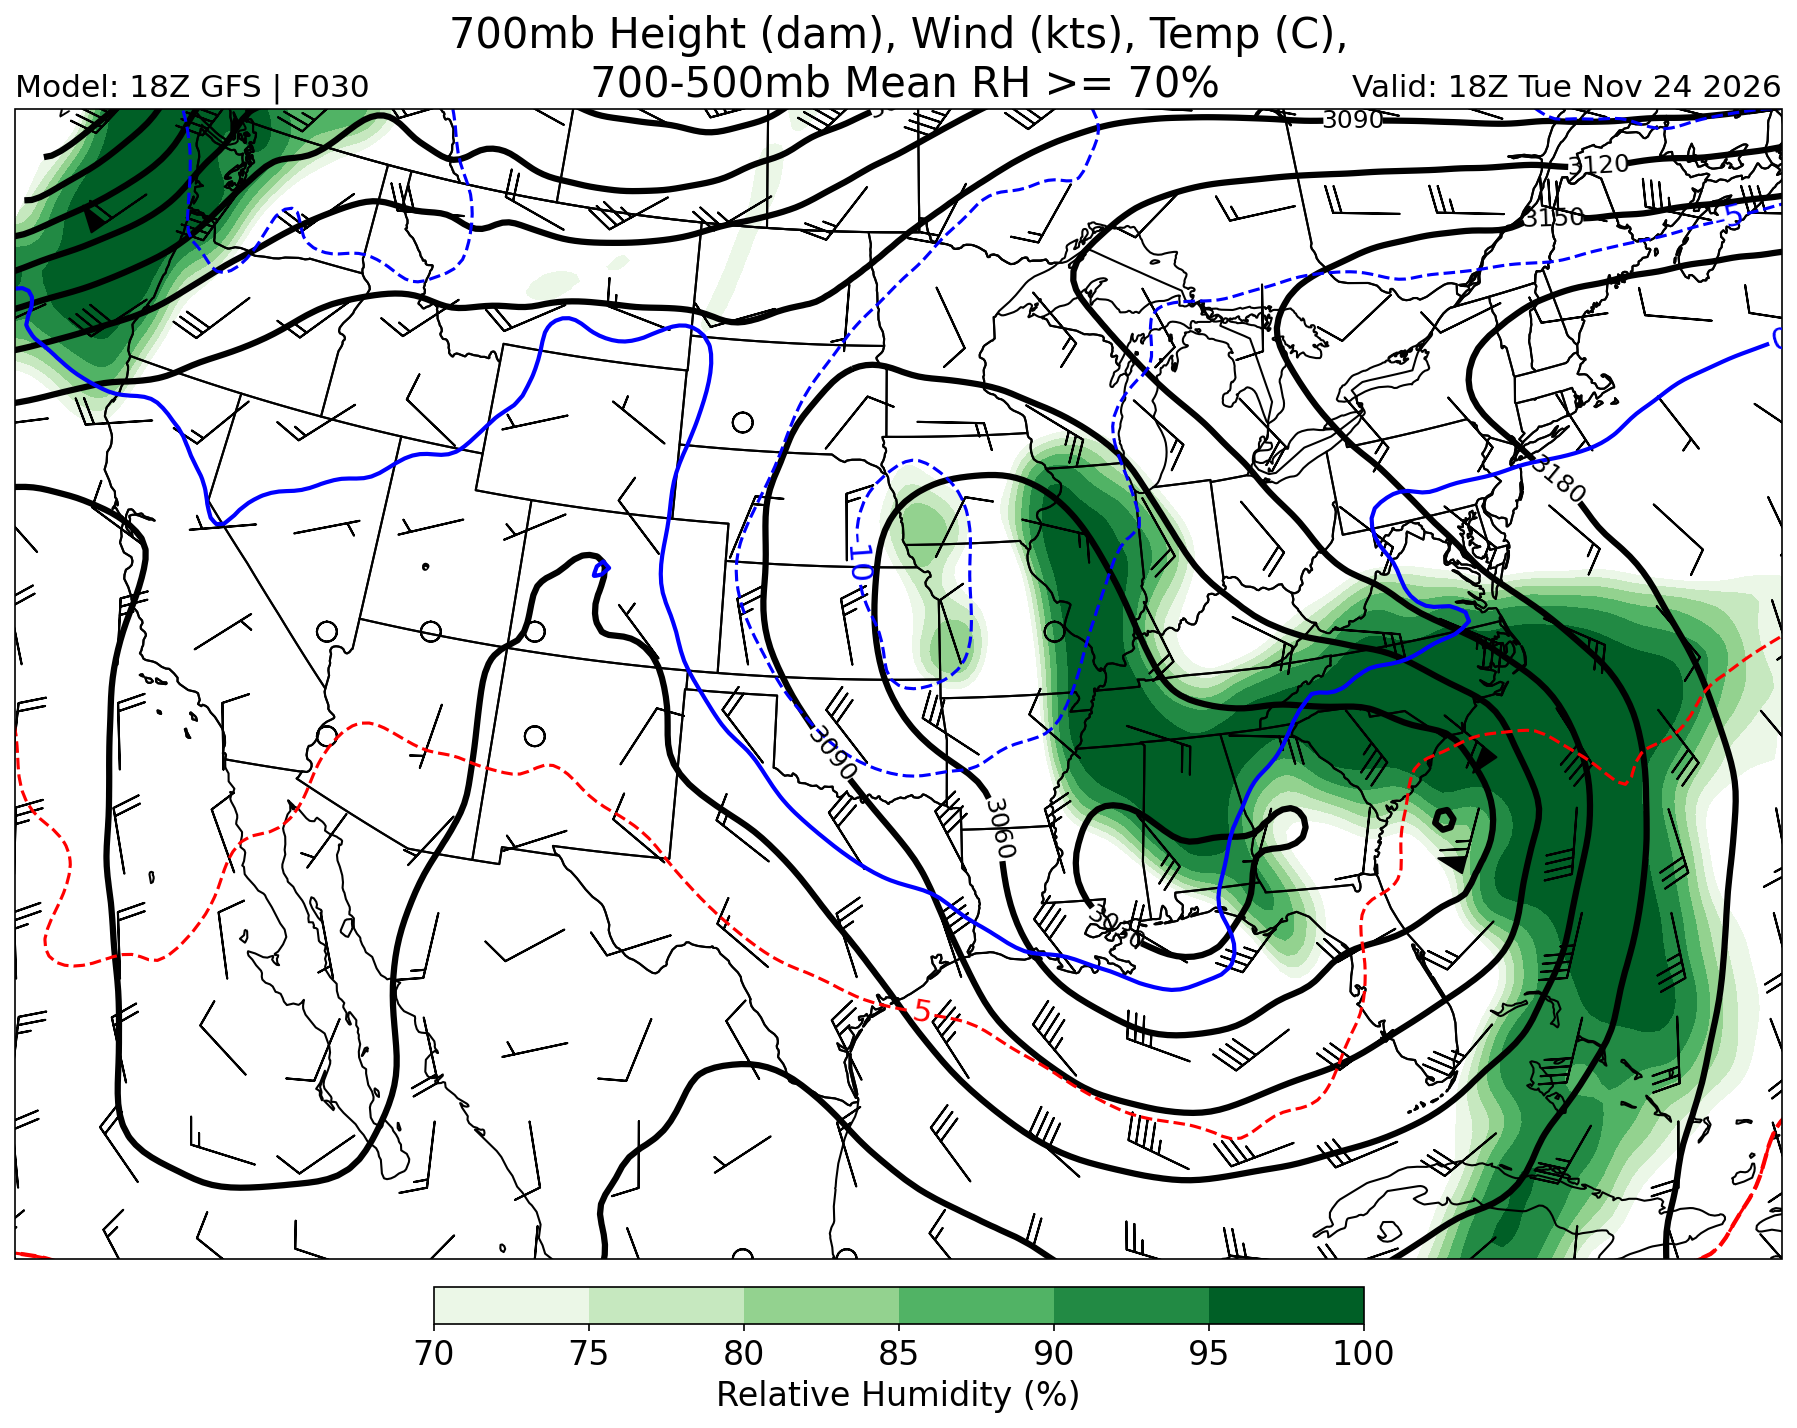 700mb Height (dam), Wind (kts), Temp (C),
700-500mb Mean RH >= 70%
Model: 18Z GFS | F030
Valid: 18Z Tue Nov 24 2026
3090
3120
3150
5
0
3180
10
3090
3060
3030
5
70 75 80 85 90 95 100
Relative Humidity (%)